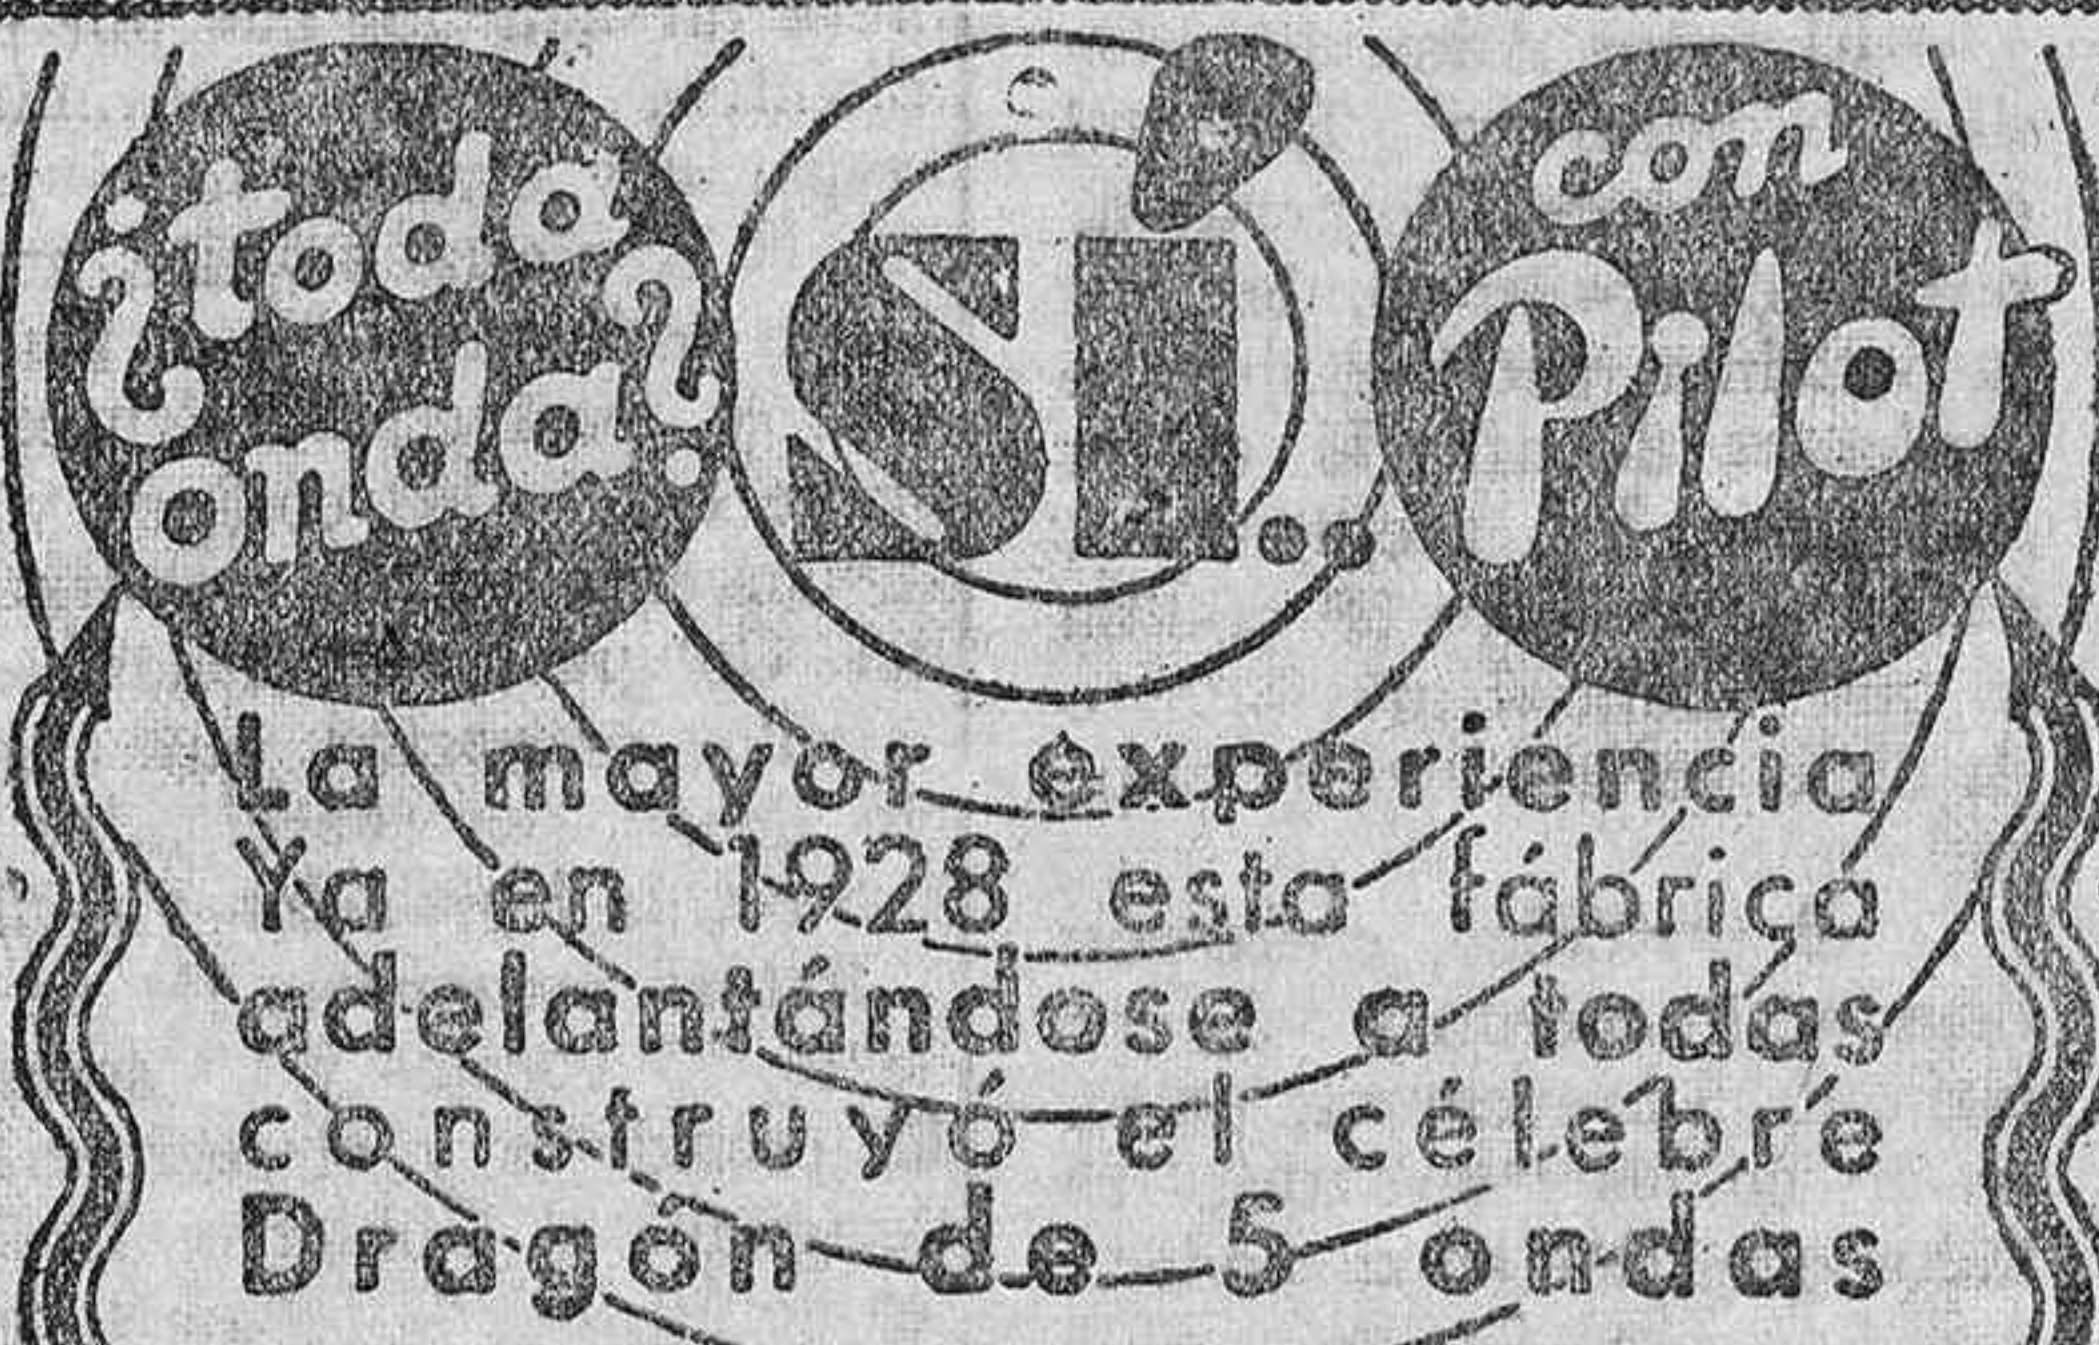 ¿toda
onda?
SÍ..
con
Pilot
La mayor experiencia
Ya en 1928 esta fábrica
adelantándose a todas
construyó el célebre
Dragón de 5 ondas